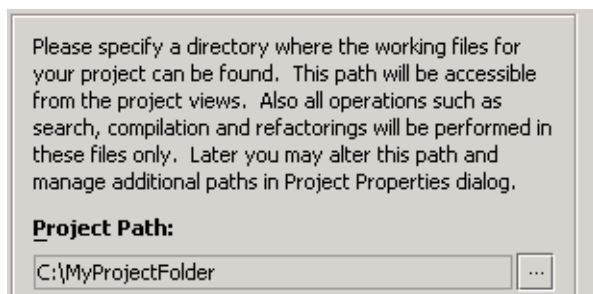 Please specify a directory where the working files for
your project can be found.  This path will be accessible
from the project views.  Also all operations such as
search, compilation and refactorings will be performed in
these files only.  Later you may alter this path and
manage additional paths in Project Properties dialog.
Project Path:
C:\MyProjectFolder ...